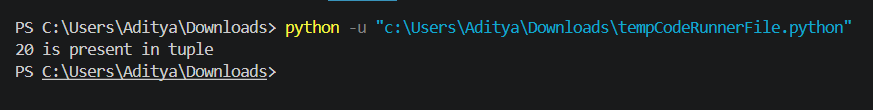 PS C:\Users\Aditya\Downloads> python -u "c:\Users\Aditya\Downloads\tempCodeRunnerFile.python"
20 is present in tuple
PS C:\Users\Aditya\Downloads>